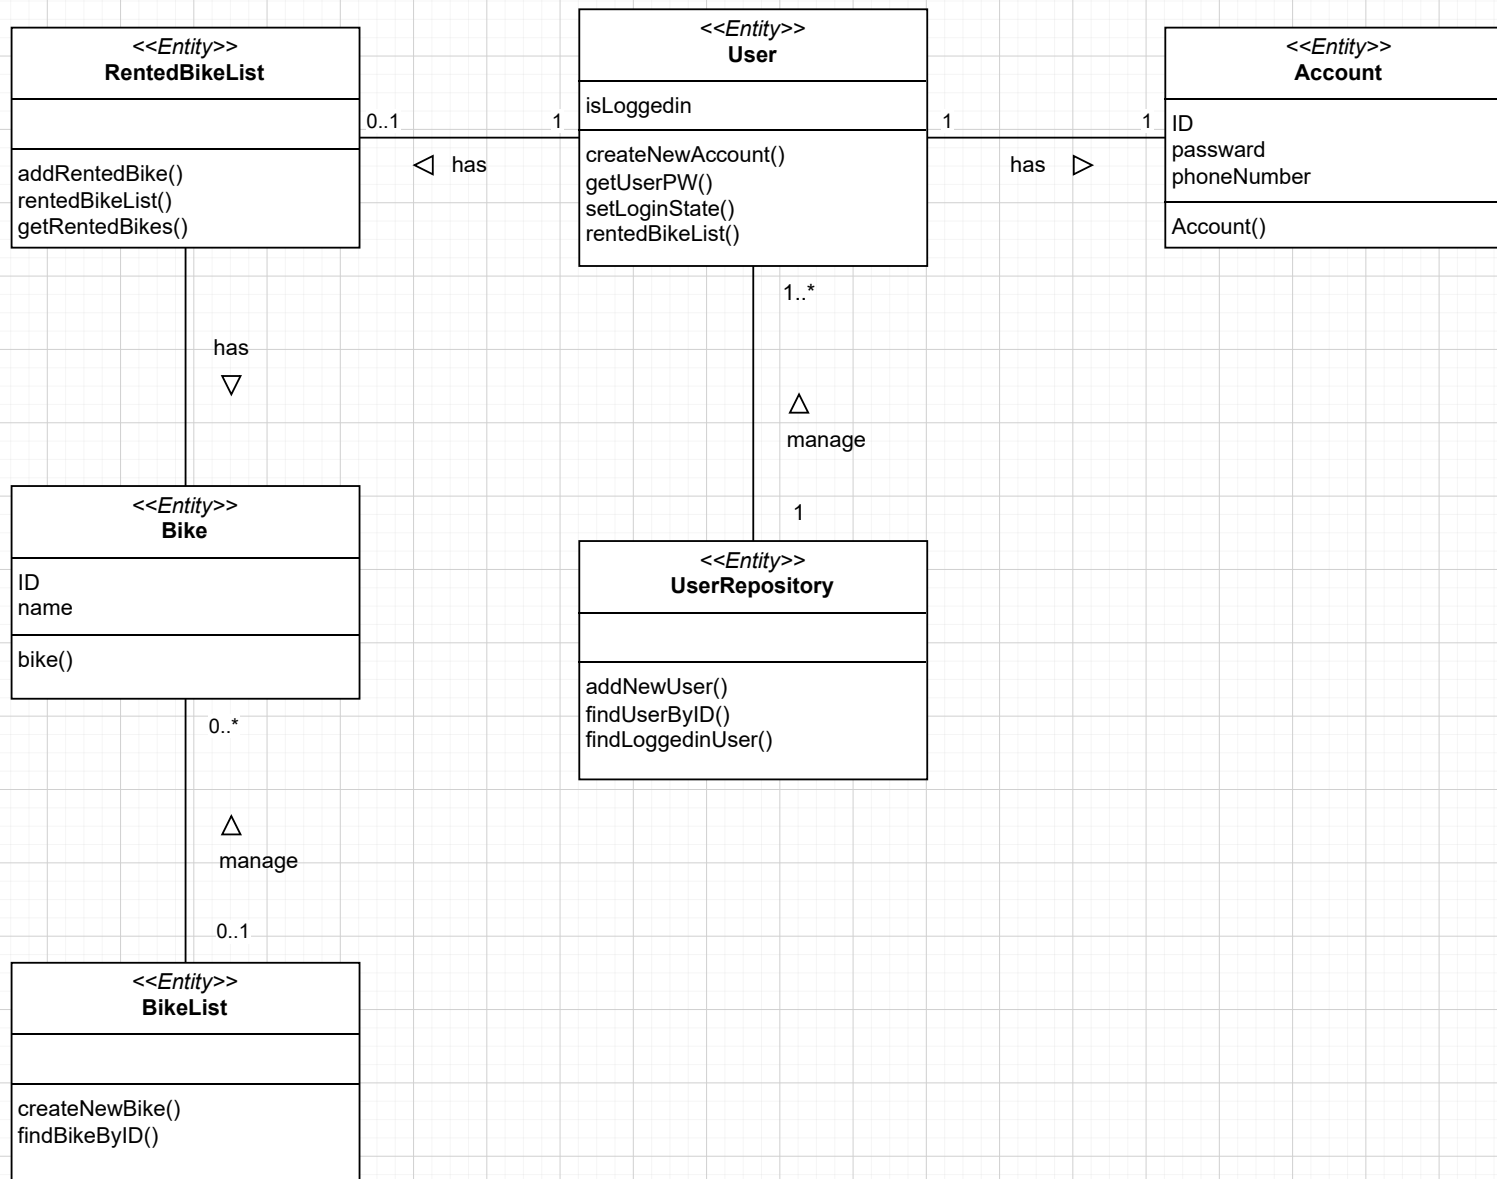 <<Entity>>
RentedBikeList
addRentedBike()
rentedBikeList()
getRentedBikes()
0..1
1
has
<<Entity>>
User
isLoggedin
createNewAccount()
getUserPW()
setLoginState()
rentedBikeList()
1
1
has
<<Entity>>
Account
ID
passward
phoneNumber
Account()
has
1..*
manage
1
<<Entity>>
Bike
ID
name
bike()
<<Entity>>
UserRepository
addNewUser()
findUserByID()
findLoggedinUser()
0..*
manage
0..1
<<Entity>>
BikeList
createNewBike()
findBikeByID()